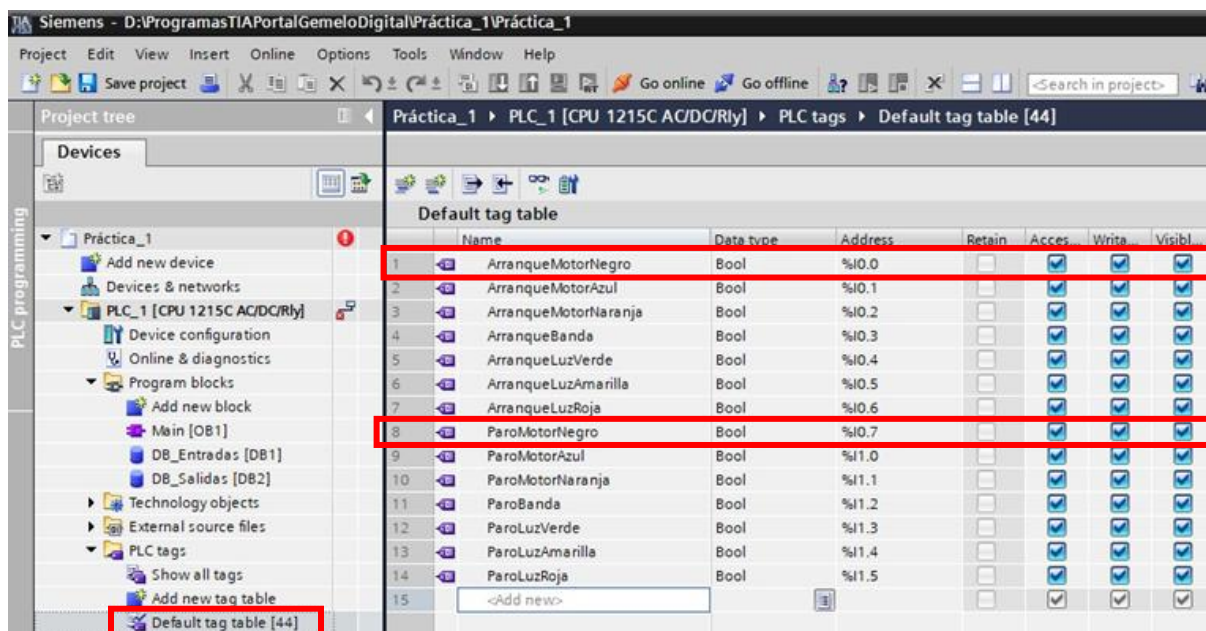 Siemens - D:\ProgramasTIAPortalGemeloDigital\Práctica_1\Práctica_1
Project Edit View Insert Online Options Tools Window Help
Save project Go online Go offline <Search in project>
Project tree
Práctica_1 PLC_1 [CPU 1215C AC/DC/Rly] PLC tags Default tag table [44]
Devices
PLC programming
Default tag table
Práctica_1
Add new device
Devices & networks
PLC_1 [CPU 1215C AC/DC/Rly]
Device configuration
Online & diagnostics
Program blocks
Add new block
Main [OB1]
DB_Entradas [DB1]
DB_Salidas [DB2]
Technology objects
External source files
PLC tags
Show all tags
Add new tag table
Default tag table [44]
Name Data type Address Retain Acces... Writa... Visibl...
1 ArranqueMotorNegro Bool %I0.0
2 ArranqueMotorAzul Bool %I0.1
3 ArranqueMotorNaranja Bool %I0.2
4 ArranqueBanda Bool %I0.3
5 ArranqueLuzVerde Bool %I0.4
6 ArranqueLuzAmarilla Bool %I0.5
7 ArranqueLuzRoja Bool %I0.6
8 ParoMotorNegro Bool %I0.7
9 ParoMotorAzul Bool %I1.0
10 ParoMotorNaranja Bool %I1.1
11 ParoBanda Bool %I1.2
12 ParoLuzVerde Bool %I1.3
13 ParoLuzAmarilla Bool %I1.4
14 ParoLuzRoja Bool %I1.5
15 <Add new>